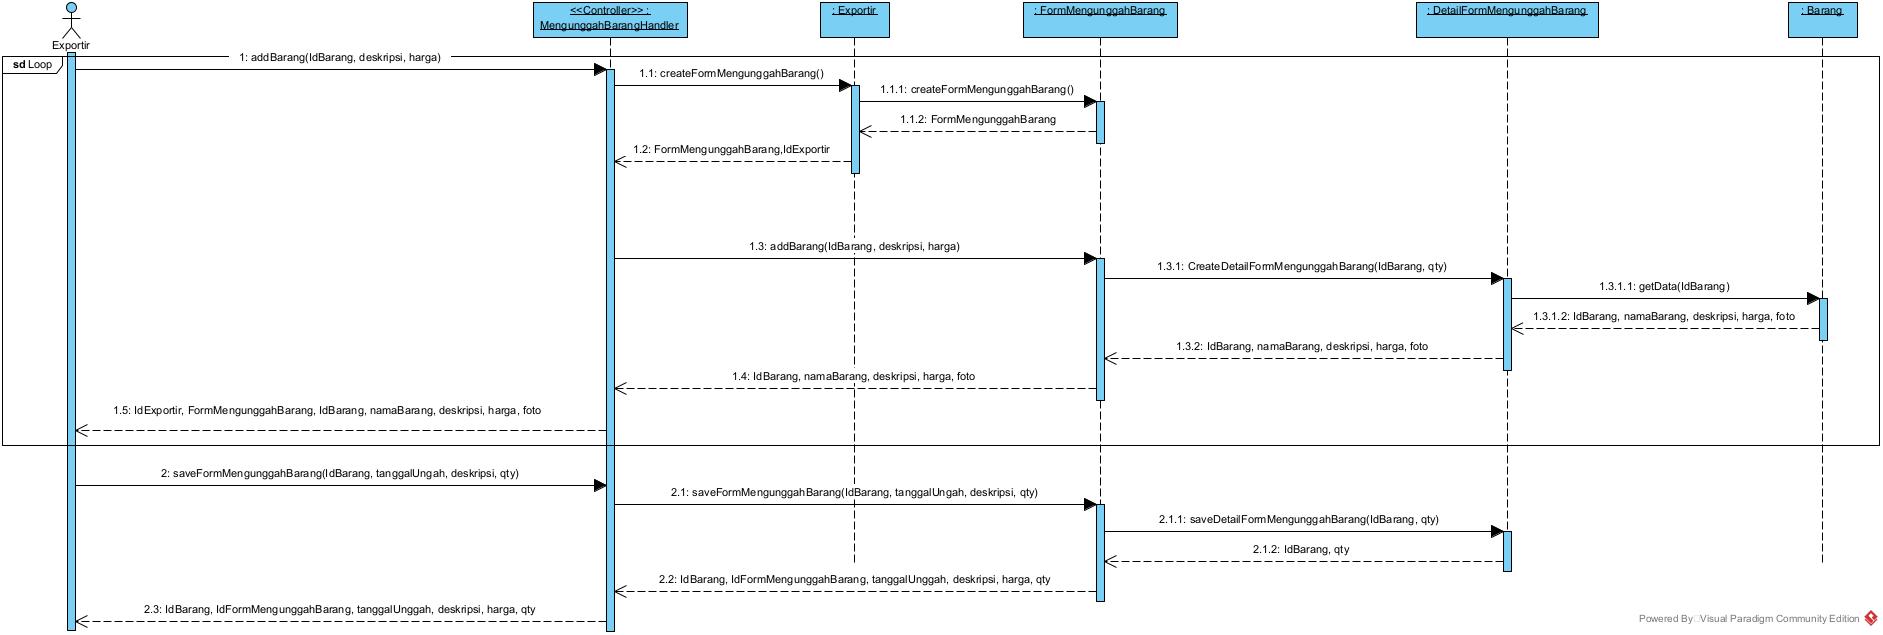 <<Controller>> :
MengunggahBarangHandler
: Exportir
: FormMengunggahBarang
: DetailFormMengunggahBarang
: Barang
Exportir
sd Loop
1: addBarang(IdBarang, deskripsi, harga)
1.1: createFormMengunggahBarang()
1.1.1: createFormMengunggahBarang()
1.1.2: FormMengunggahBarang
1.2: FormMengunggahBarang,IdExportir
1.3: addBarang(IdBarang, deskripsi, harga)
1.3.1: CreateDetailFormMengunggahBarang(IdBarang, qty)
1.3.1.1: getData(IdBarang)
1.3.1.2: IdBarang, namaBarang, deskripsi, harga, foto
1.3.2: IdBarang, namaBarang, deskripsi, harga, foto
1.4: IdBarang, namaBarang, deskripsi, harga, foto
1.5: IdExportir, FormMengunggahBarang, IdBarang, namaBarang, deskripsi, harga, foto
2: saveFormMengunggahBarang(IdBarang, tanggalUngah, deskripsi, qty)
2.1: saveFormMengunggahBarang(IdBarang, tanggalUngah, deskripsi, qty)
2.1.1: saveDetailFormMengunggahBarang(IdBarang, qty)
2.1.2: IdBarang, qty
2.2: IdBarang, IdFormMengunggahBarang, tanggalUnggah, deskripsi, harga, qty
2.3: IdBarang, IdFormMengunggahBarang, tanggalUnggah, deskripsi, harga, qty
Powered By Visual Paradigm Community Edition